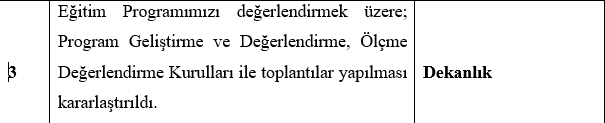 Eğitim Programımızı değerlendirmek üzere;
Program Geliştirme ve Değerlendirme, Ölçme
3 Değerlendirme Kurulları ile toplantılar yapılması Dekanlık
kararlaştırıldı.